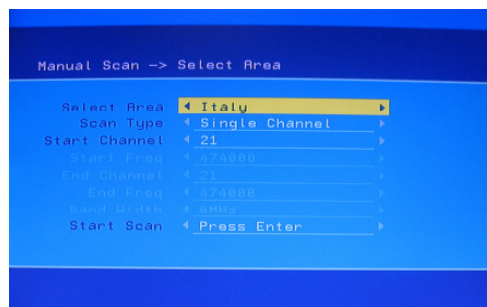 Manual Scan -> Select Area
Select Area Italy
Scan Type Single Channel
Start Channel 21
Start Freq 474000
End Channel 21
End Freq 474000
Band Width 8MHz
Start Scan Press Enter